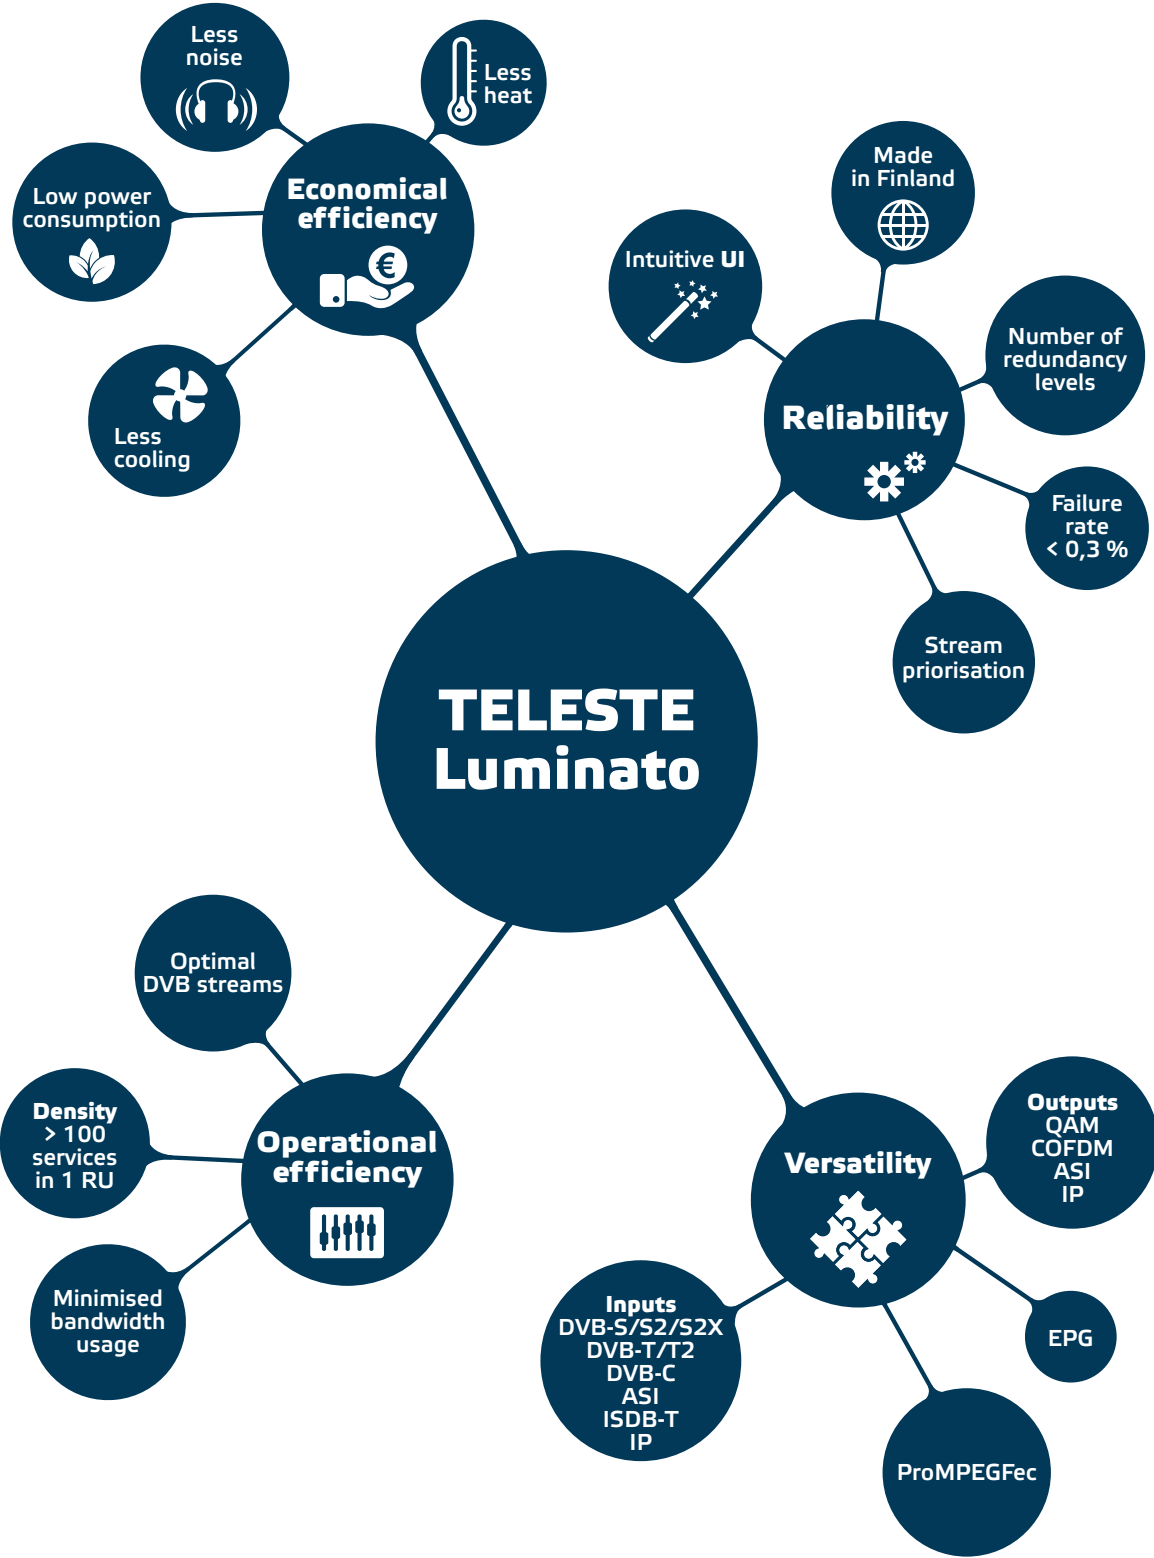 Less
noise
Less
heat
Low power
consumption
Economical
efficiency
€
Less
cooling
Made
in Finland
Intuitive UI
Number of
redundancy
levels
Reliability
Failure
rate
< 0,3 %
Stream
priorisation
TELESTE
Luminato
Optimal
DVB streams
Density
> 100
services
in 1 RU
Operational
efficiency
Minimised
bandwidth
usage
Versatility
Outputs
QAM
COFDM
ASI
IP
Inputs
DVB-S/S2/S2X
DVB-T/T2
DVB-C
ASI
ISDB-T
IP
EPG
ProMPEGFec